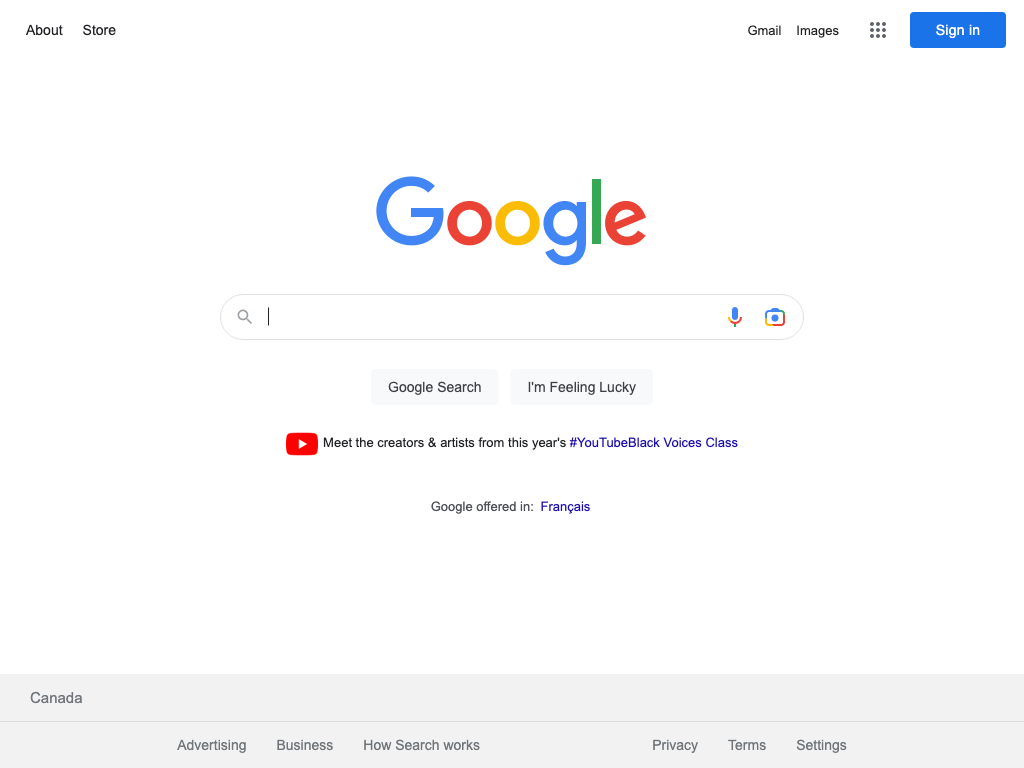 About Store Gmail Images Sign in
Google
Google Search I'm Feeling Lucky
Meet the creators & artists from this year's #YouTubeBlack Voices Class
Google offered in: Français
Canada
Advertising Business How Search works Privacy Terms Settings